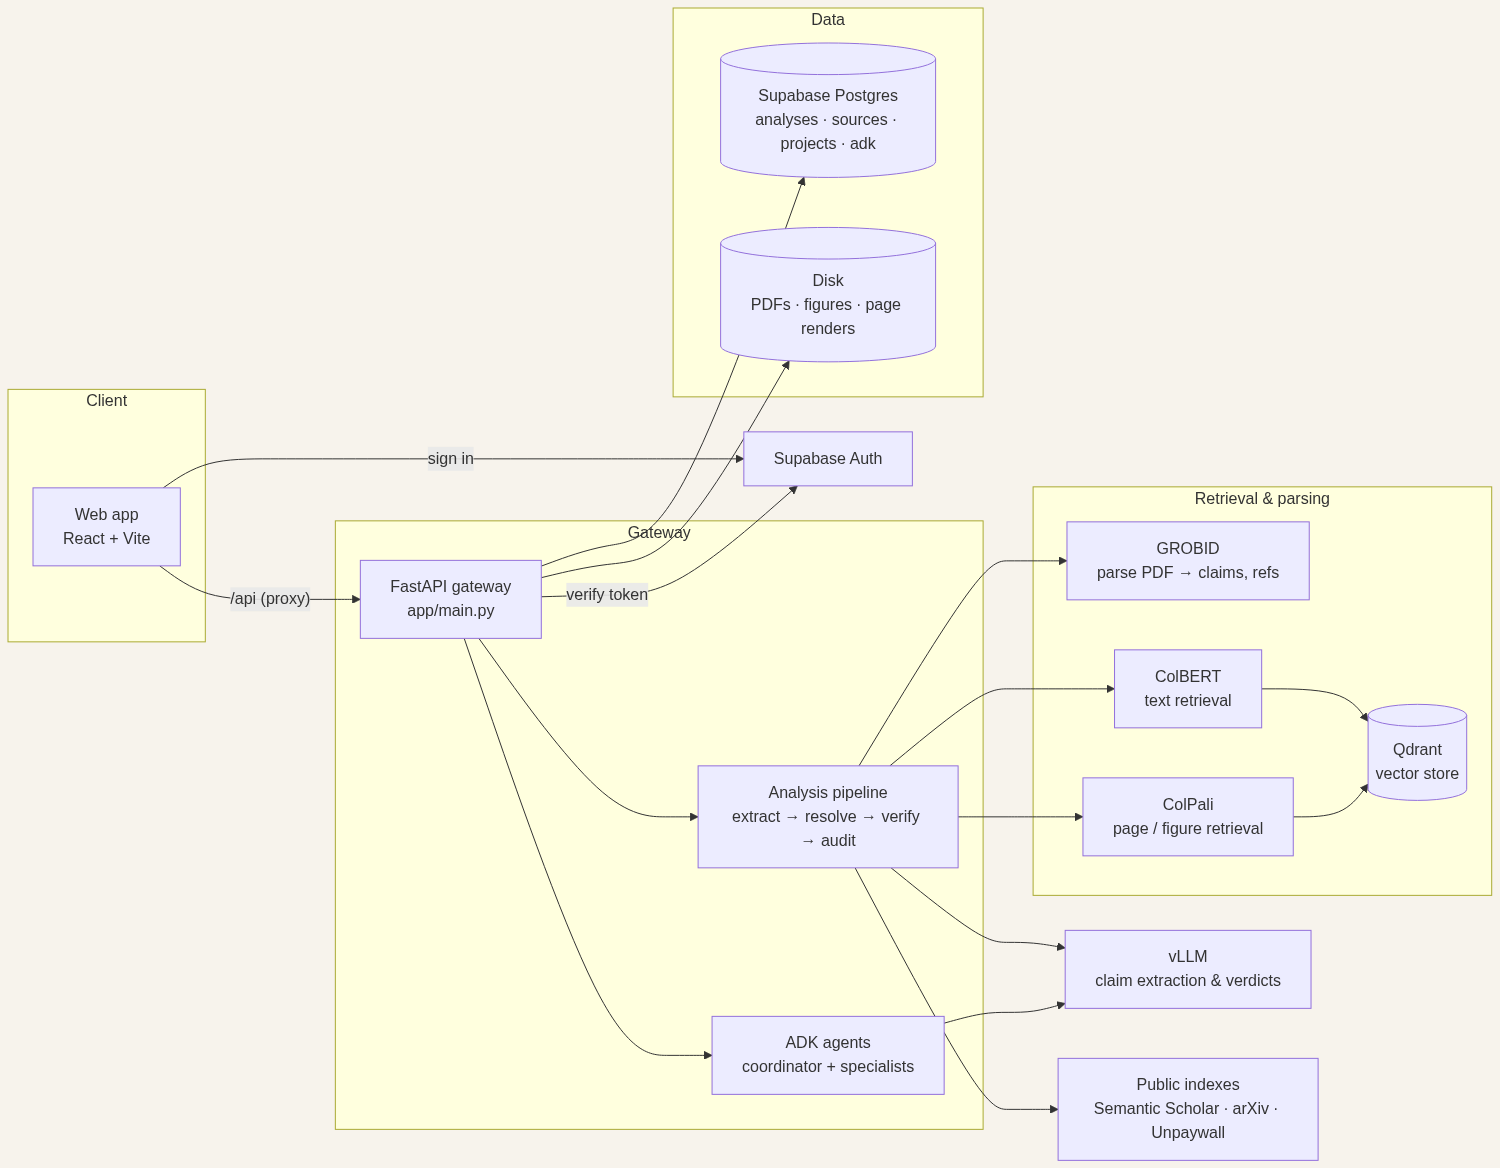 Data
Supabase Postgres
analyses · sources ·
projects · adk
Disk
PDFs · figures · page
renders
Client
Web app
React + Vite
sign in
/api (proxy)
Supabase Auth
Gateway
FastAPI gateway
app/main.py
verify token
Analysis pipeline
extract → resolve → verify
→ audit
ADK agents
coordinator + specialists
Retrieval & parsing
GROBID
parse PDF → claims, refs
ColBERT
text retrieval
ColPali
page / figure retrieval
Qdrant
vector store
vLLM
claim extraction & verdicts
Public indexes
Semantic Scholar · arXiv ·
Unpaywall